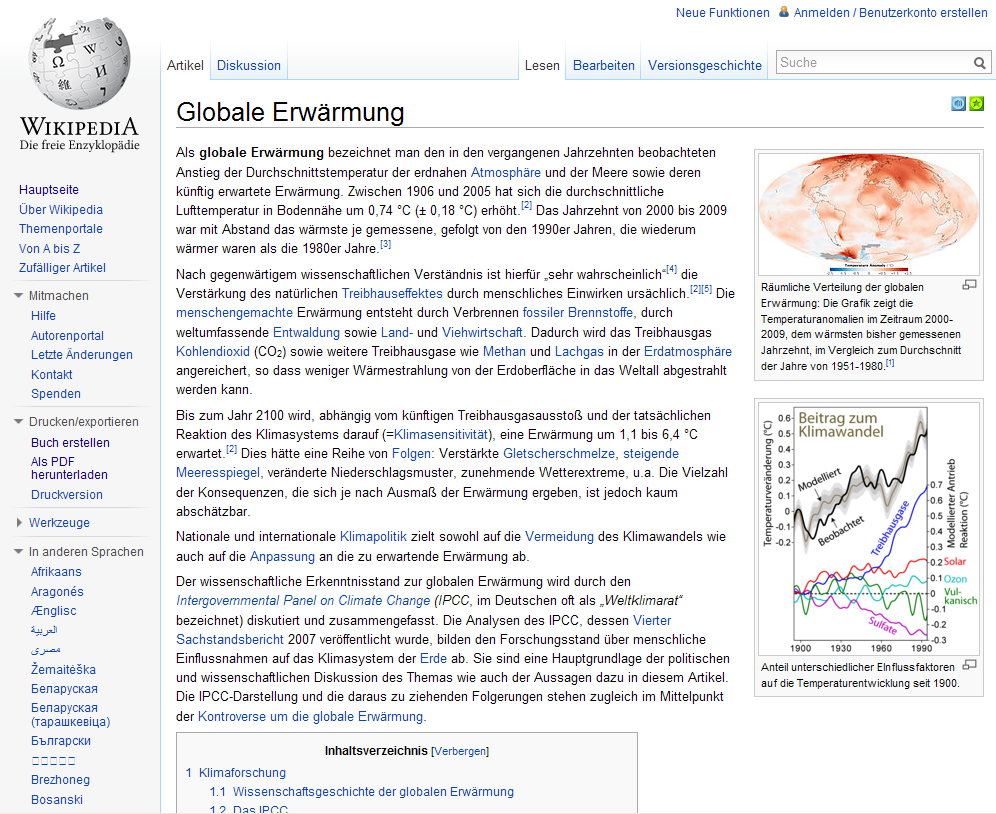 Neue Funktionen Anmelden / Benutzerkonto erstellen
WIKIPEDIA
Die freie Enzyklopädie
Artikel Diskussion Lesen Bearbeiten Versionsgeschichte Suche
Hauptseite
Über Wikipedia
Themenportale
Von A bis Z
Zufälliger Artikel
Mitmachen
Hilfe
Autorenportal
Letzte Änderungen
Kontakt
Spenden
Drucken/exportieren
Buch erstellen
Als PDF
herunterladen
Druckversion
Werkzeuge
In anderen Sprachen
Afrikaans
Aragonés
Ænglisc
العربية
مصرى
Žemaitėška
Беларуская
Беларуская
(тарашкевіца)
Български
Brezhoneg
Bosanski
Globale Erwärmung
Als globale Erwärmung bezeichnet man den in den vergangenen Jahrzehnten beobachteten
Anstieg der Durchschnittstemperatur der erdnahen Atmosphäre und der Meere sowie deren
künftig erwartete Erwärmung. Zwischen 1906 und 2005 hat sich die durchschnittliche
Lufttemperatur in Bodennähe um 0,74 °C (± 0,18 °C) erhöht.[2] Das Jahrzehnt von 2000 bis 2009
war mit Abstand das wärmste je gemessene, gefolgt von den 1990er Jahren, die wiederum
wärmer waren als die 1980er Jahre.[3]
Nach gegenwärtigem wissenschaftlichen Verständnis ist hierfür „sehr wahrscheinlich“[4] die
Verstärkung des natürlichen Treibhauseffektes durch menschliches Einwirken ursächlich.[2][5] Die
menschengemachte Erwärmung entsteht durch Verbrennen fossiler Brennstoffe, durch
weltumfassende Entwaldung sowie Land- und Viehwirtschaft. Dadurch wird das Treibhausgas
Kohlendioxid (CO₂) sowie weitere Treibhausgase wie Methan und Lachgas in der Erdatmosphäre
angereichert, so dass weniger Wärmestrahlung von der Erdoberfläche in das Weltall abgestrahlt
werden kann.
Bis zum Jahr 2100 wird, abhängig vom künftigen Treibhausgasausstoß und der tatsächlichen
Reaktion des Klimasystems darauf (=Klimasensitivität), eine Erwärmung um 1,1 bis 6,4 °C
erwartet.[2] Dies hätte eine Reihe von Folgen: Verstärkte Gletscherschmelze, steigende
Meeresspiegel, veränderte Niederschlagsmuster, zunehmende Wetterextreme, u.a. Die Vielzahl
der Konsequenzen, die sich je nach Ausmaß der Erwärmung ergeben, ist jedoch kaum
abschätzbar.
Nationale und internationale Klimapolitik zielt sowohl auf die Vermeidung des Klimawandels wie
auch auf die Anpassung an die zu erwartende Erwärmung ab.
Der wissenschaftliche Erkenntnisstand zur globalen Erwärmung wird durch den
Intergovernmental Panel on Climate Change (IPCC, im Deutschen oft als „Weltklimarat“
bezeichnet) diskutiert und zusammengefasst. Die Analysen des IPCC, dessen Vierter
Sachstandsbericht 2007 veröffentlicht wurde, bilden den Forschungsstand über menschliche
Einflussnahmen auf das Klimasystem der Erde ab. Sie sind eine Hauptgrundlage der politischen
und wissenschaftlichen Diskussion des Themas wie auch der Aussagen dazu in diesem Artikel.
Die IPCC-Darstellung und die daraus zu ziehenden Folgerungen stehen zugleich im Mittelpunkt
der Kontroverse um die globale Erwärmung.
Inhaltsverzeichnis [Verbergen]
1 Klimaforschung
1.1 Wissenschaftsgeschichte der globalen Erwärmung
1.2 Das IPCC
Temperature Anomaly (°C)
Räumliche Verteilung der globalen
Erwärmung: Die Grafik zeigt die
Temperaturanomalien im Zeitraum 2000-
2009, dem wärmsten bisher gemessenen
Jahrzehnt, im Vergleich zum Durchschnitt
der Jahre von 1951-1980.[1]
Beitrag zum
Klimawandel
Temperaturveränderung (°C)
0.6
0.5
0.4
0.3
0.2
0.1
0
-0.1
-0.2
Modelliert
Beobachtet
Treibhausgase
Modellierter Antrieb
Reaktion (°C)
0.7
0.6
0.5
0.4
0.3
0.2
0.1
0
-0.1
-0.2
-0.3
Solar
Ozon
Vul-
kanisch
Sulfate
1900 1930 1960 1990
Anteil unterschiedlicher EInflussfaktoren
auf die Temperaturentwicklung seit 1900.